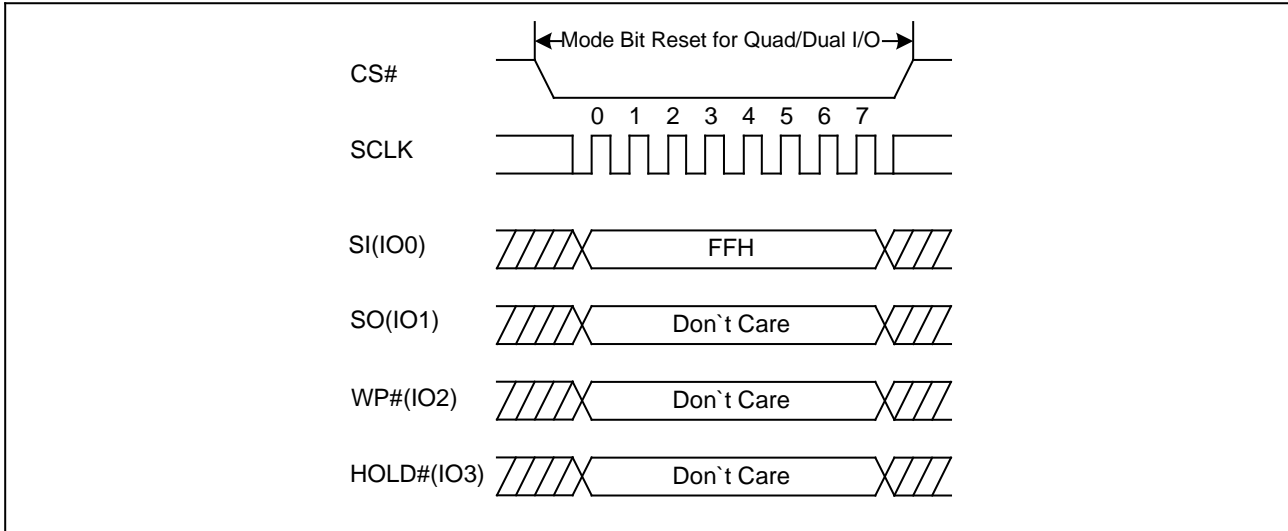 Mode Bit Reset for Quad/Dual I/O
CS#
0 1 2 3 4 5 6 7
SCLK
SI(IO0) FFH
SO(IO1) Don`t Care
WP#(IO2) Don`t Care
HOLD#(IO3) Don`t Care